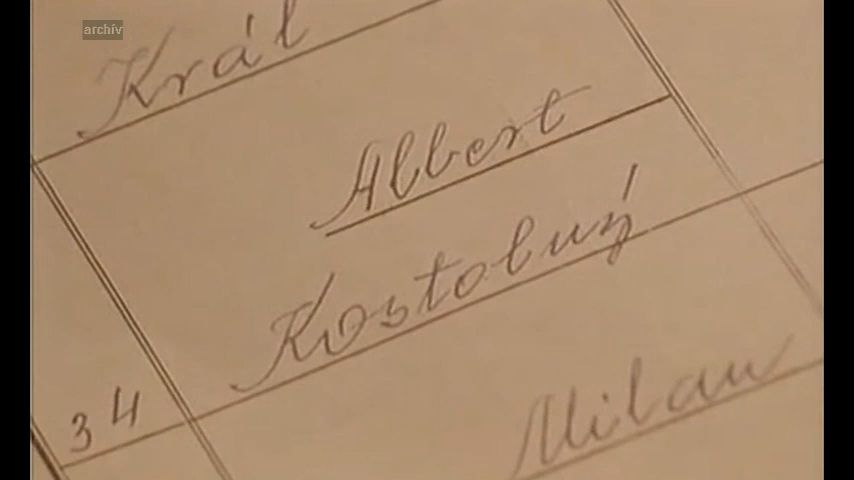 archív
Král
Albert
Kostolný
34
Milan